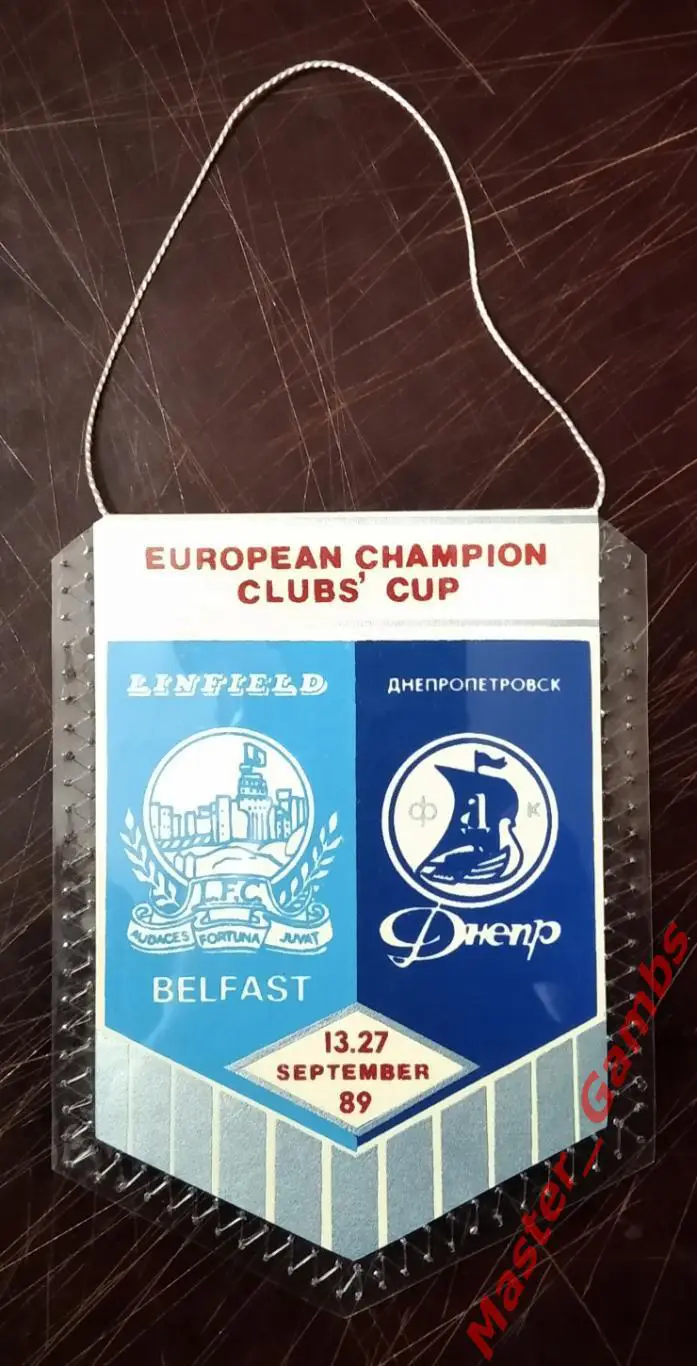 EUROPEAN CHAMPION
CLUBS' CUP
LINFIELD
ДНЕПРОПЕТРОВСК
L.F.C.
AUDACES FORTUNA JUVAT
BELFAST
Ф К
Днепр
13.27
SEPTEMBER
89
Master_Gambs